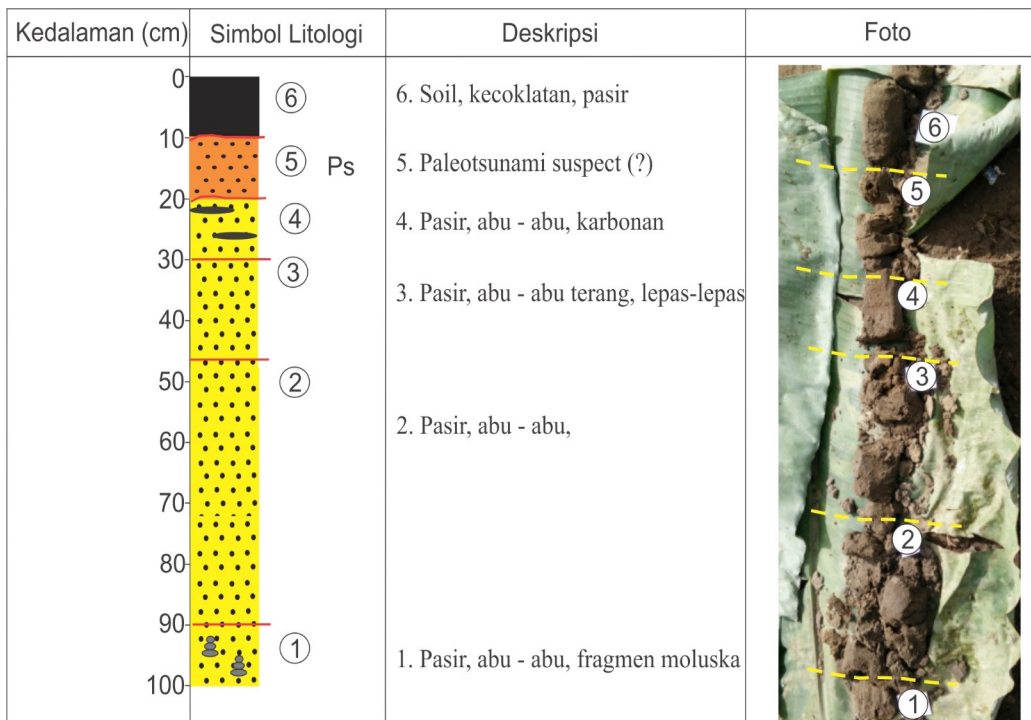 Kedalaman (cm) Simbol Litologi Deskripsi Foto
0
⑥ 6. Soil, kecoklatan, pasir ⑥
10
⑤ Ps 5. Paleotsunami suspect (?) ⑤
20
④ 4. Pasir, abu - abu, karbonan ④
30
③ 3. Pasir, abu - abu terang, lepas-lepas ③
40
50
② 2. Pasir, abu - abu, ②
60
70
80
90
① 1. Pasir, abu - abu, fragmen moluska ①
100